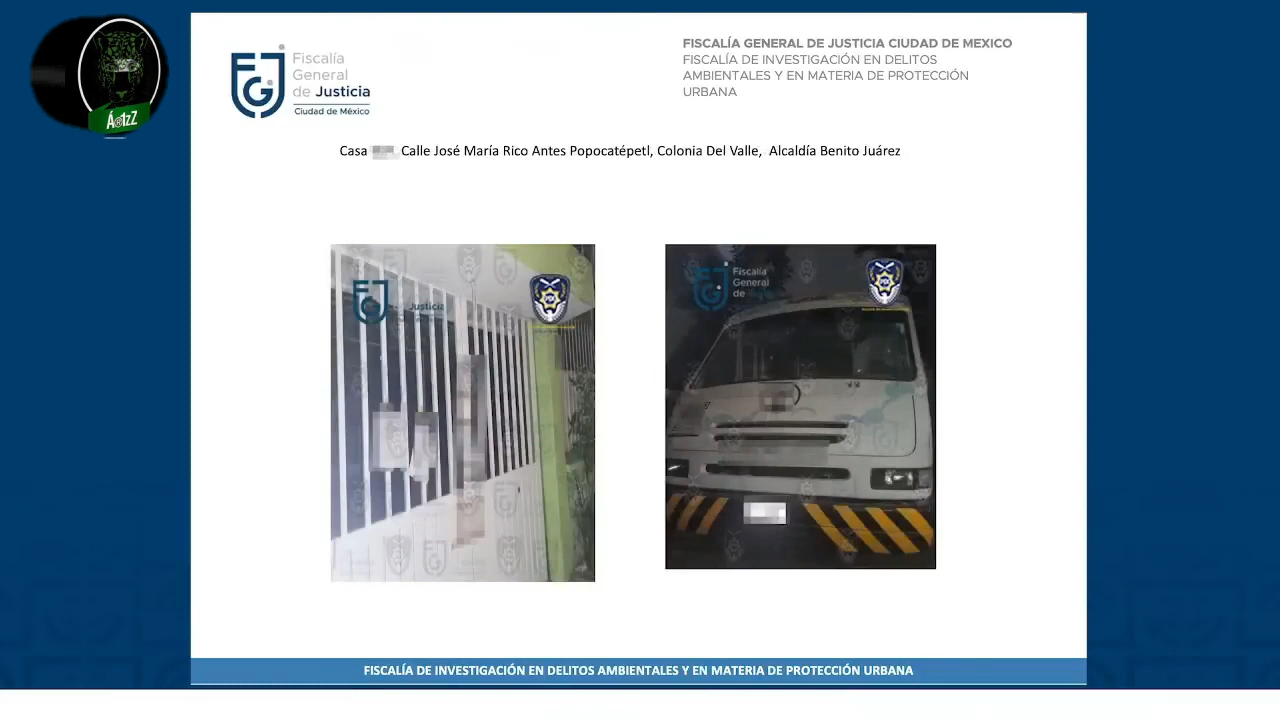 Á®1zZ
Fiscalía
General
de Justicia
Ciudad de México
FISCALÍA GENERAL DE JUSTICIA CIUDAD DE MEXICO
FISCALÍA DE INVESTIGACIÓN EN DELITOS
AMBIENTALES Y EN MATERIA DE PROTECCIÓN
URBANA
Casa Calle José María Rico Antes Popocatépetl, Colonia Del Valle, Alcaldía Benito Juárez
Justicia
Fiscalía
General
de
FISCALÍA DE INVESTIGACIÓN EN DELITOS AMBIENTALES Y EN MATERIA DE PROTECCIÓN URBANA